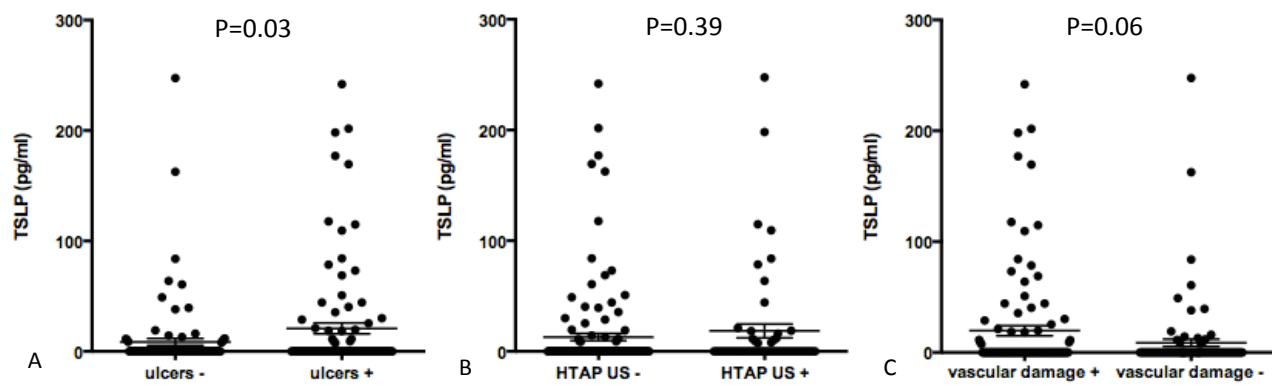 P=0.03
TSLP (pg/ml)
300
200
100
0
ulcers -
ulcers +
A
P=0.39
TSLP (pg/ml)
300
200
100
0
HTAP US -
HTAP US +
B
P=0.06
TSLP (pg/ml)
300
200
100
0
vascular damage +
vascular damage -
C